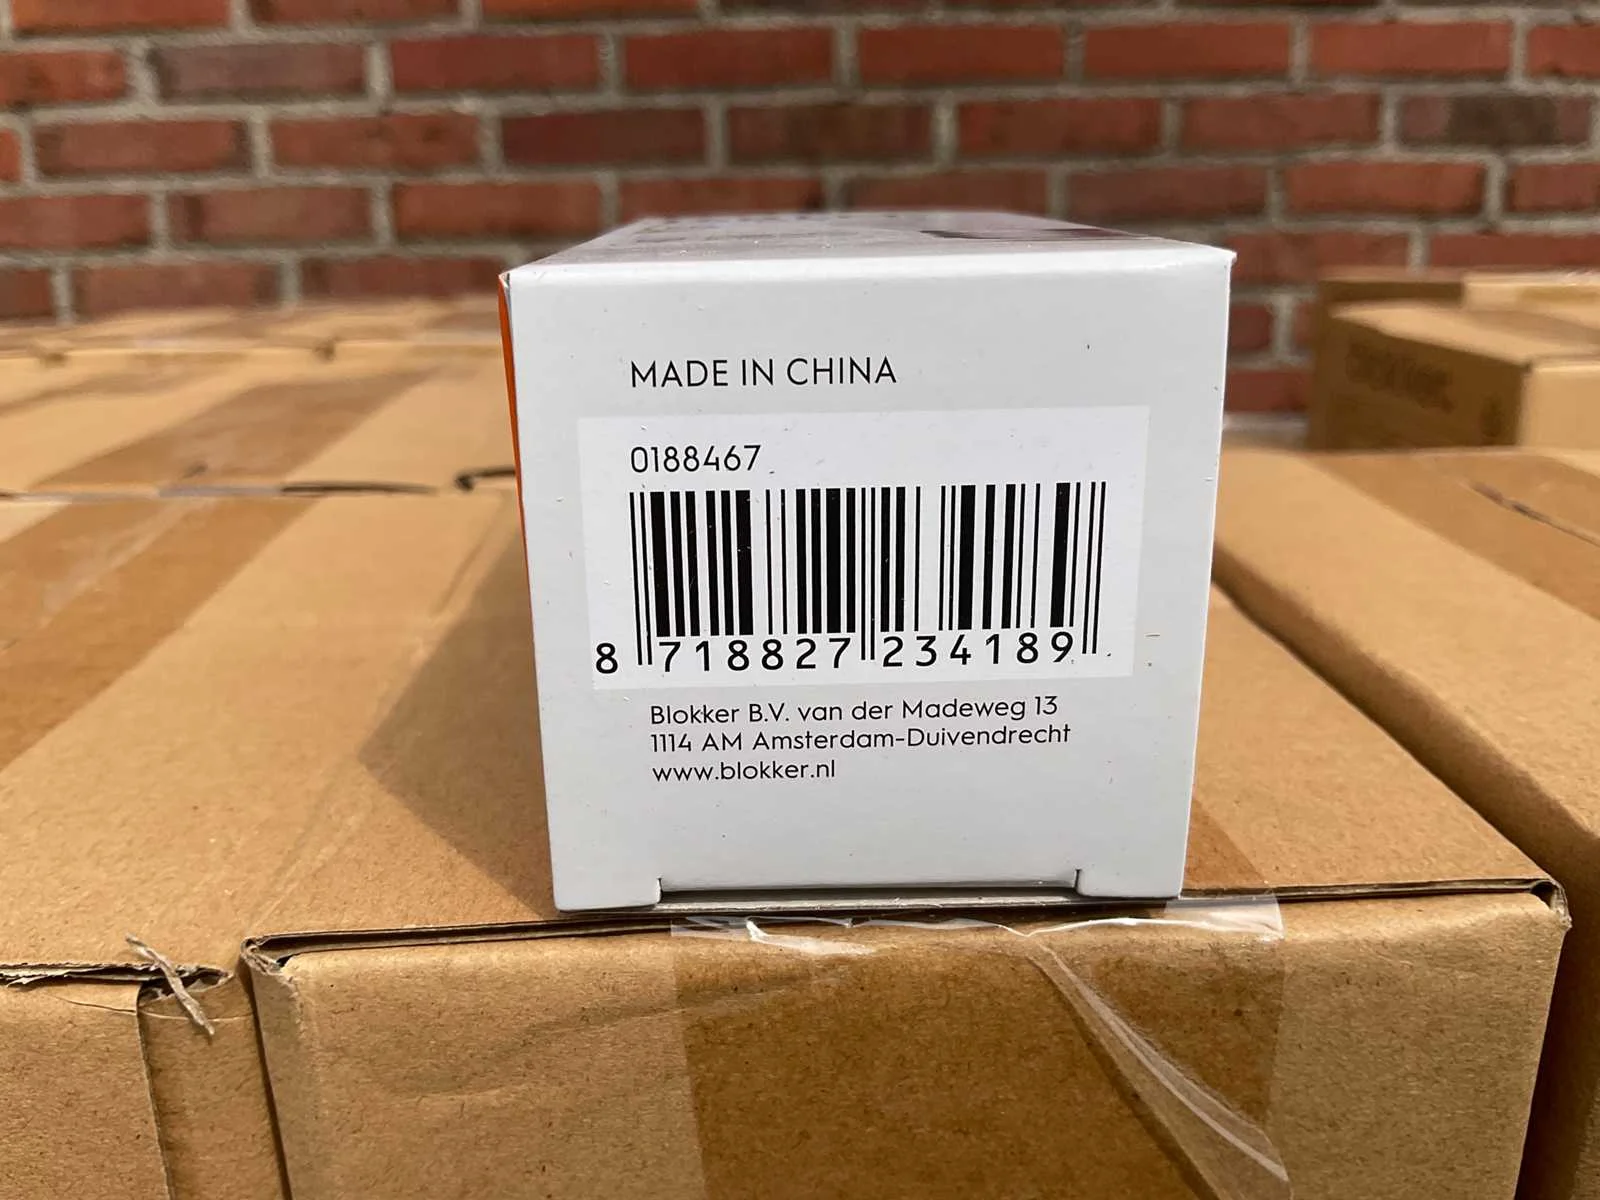 MADE IN CHINA
0188467
8 718827 234189
Blokker B.V. van der Madeweg 13
1114 AM Amsterdam-Duivendrecht
www.blokker.nl